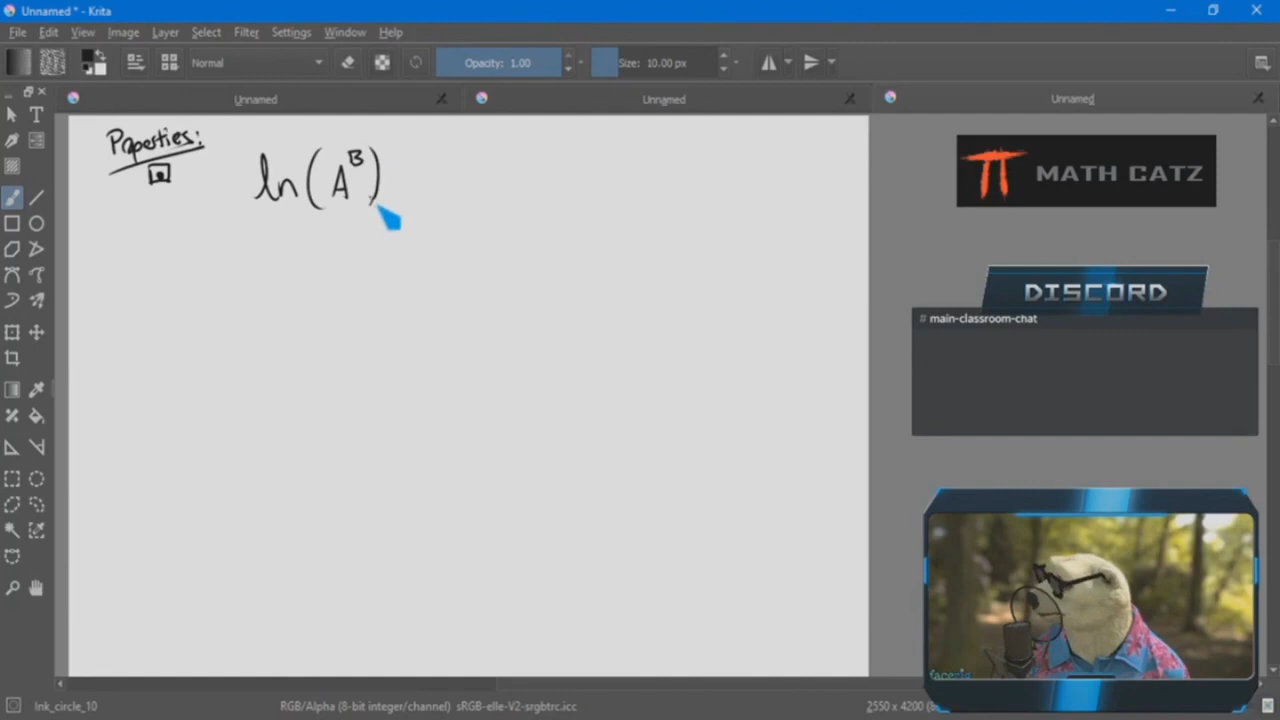 Unnamed * - Krita
File Edit View Image Layer Select Filter Settings Window Help
Normal Opacity: 1.00 Size: 10.00 px
Unnamed Unnamed Unnamed
Properties:
ln(A^B)
MATH CATZ
DISCORD
# main-classroom-chat
facerig
Ink_circle_10 RGB/Alpha (8-bit integer/channel) sRGB-elle-V2-srgbtrc.icc 2550 x 4200 (8